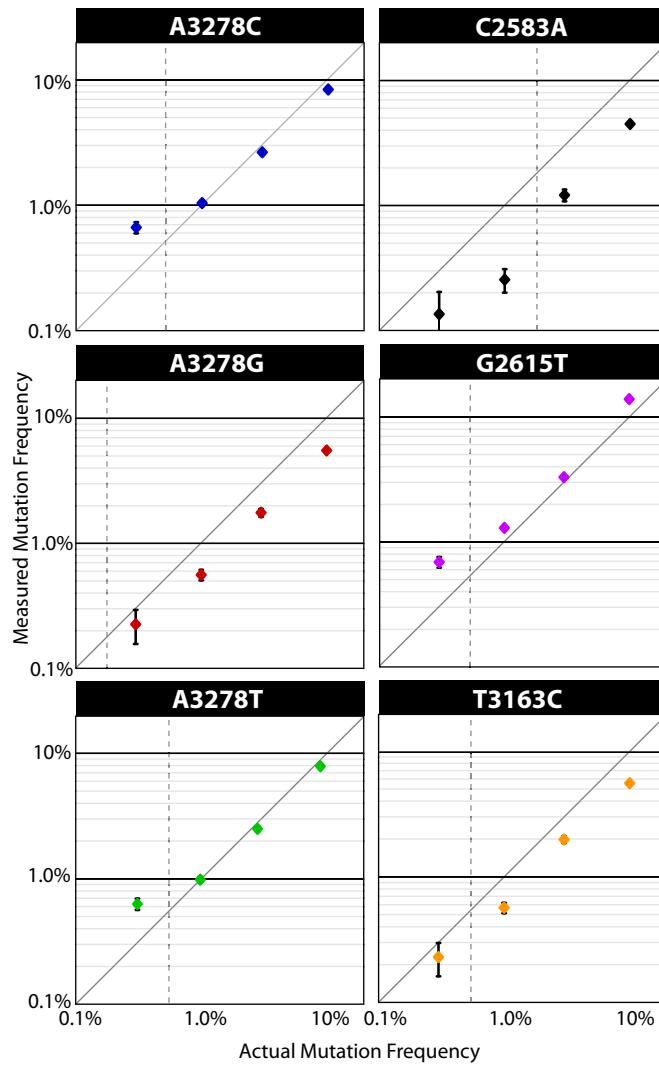 A3278C
C2583A
10%
1.0%
0.1%
A3278G
G2615T
Measured Mutation Frequency
10%
1.0%
0.1%
A3278T
T3163C
10%
1.0%
0.1%
0.1% 1.0% 10% 0.1% 1.0% 10%
Actual Mutation Frequency